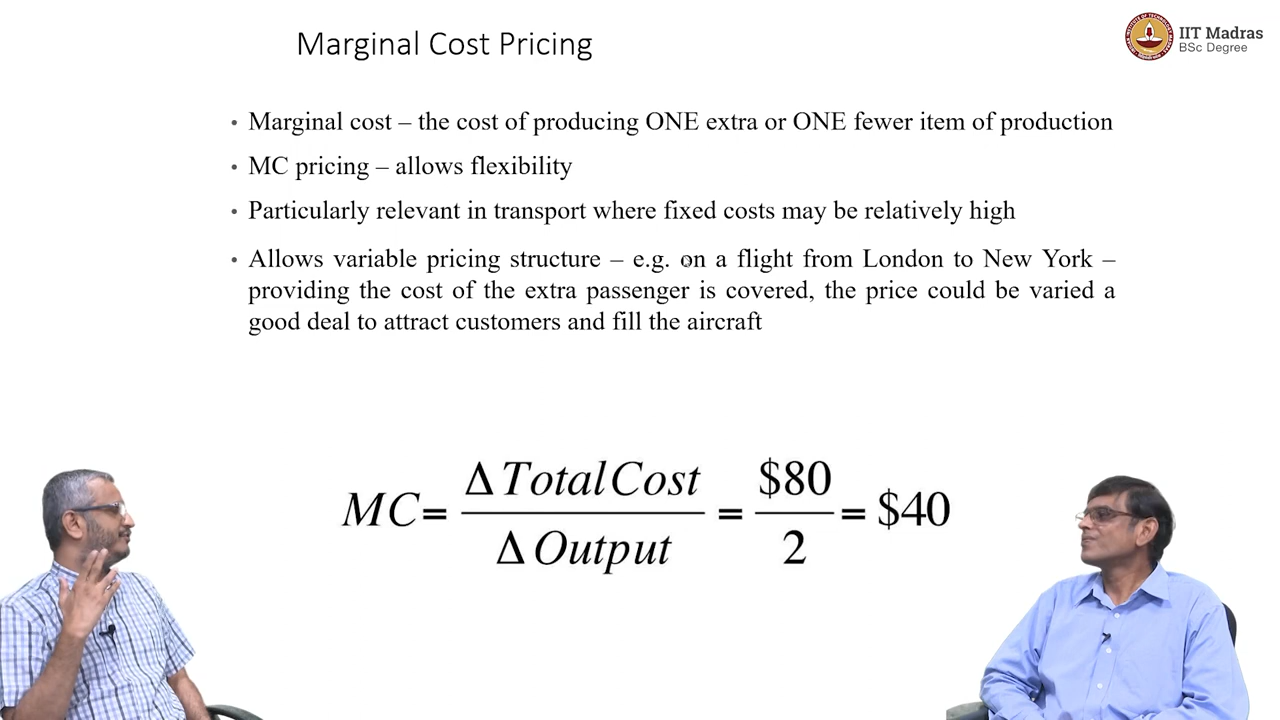 Marginal Cost Pricing
IIT Madras
BSc Degree
• Marginal cost – the cost of producing ONE extra or ONE fewer item of production
• MC pricing – allows flexibility
• Particularly relevant in transport where fixed costs may be relatively high
• Allows variable pricing structure – e.g. on a flight from London to New York –
providing the cost of the extra passenger is covered, the price could be varied a
good deal to attract customers and fill the aircraft
MC = Δ Total Cost / Δ Output = $80 / 2 = $40